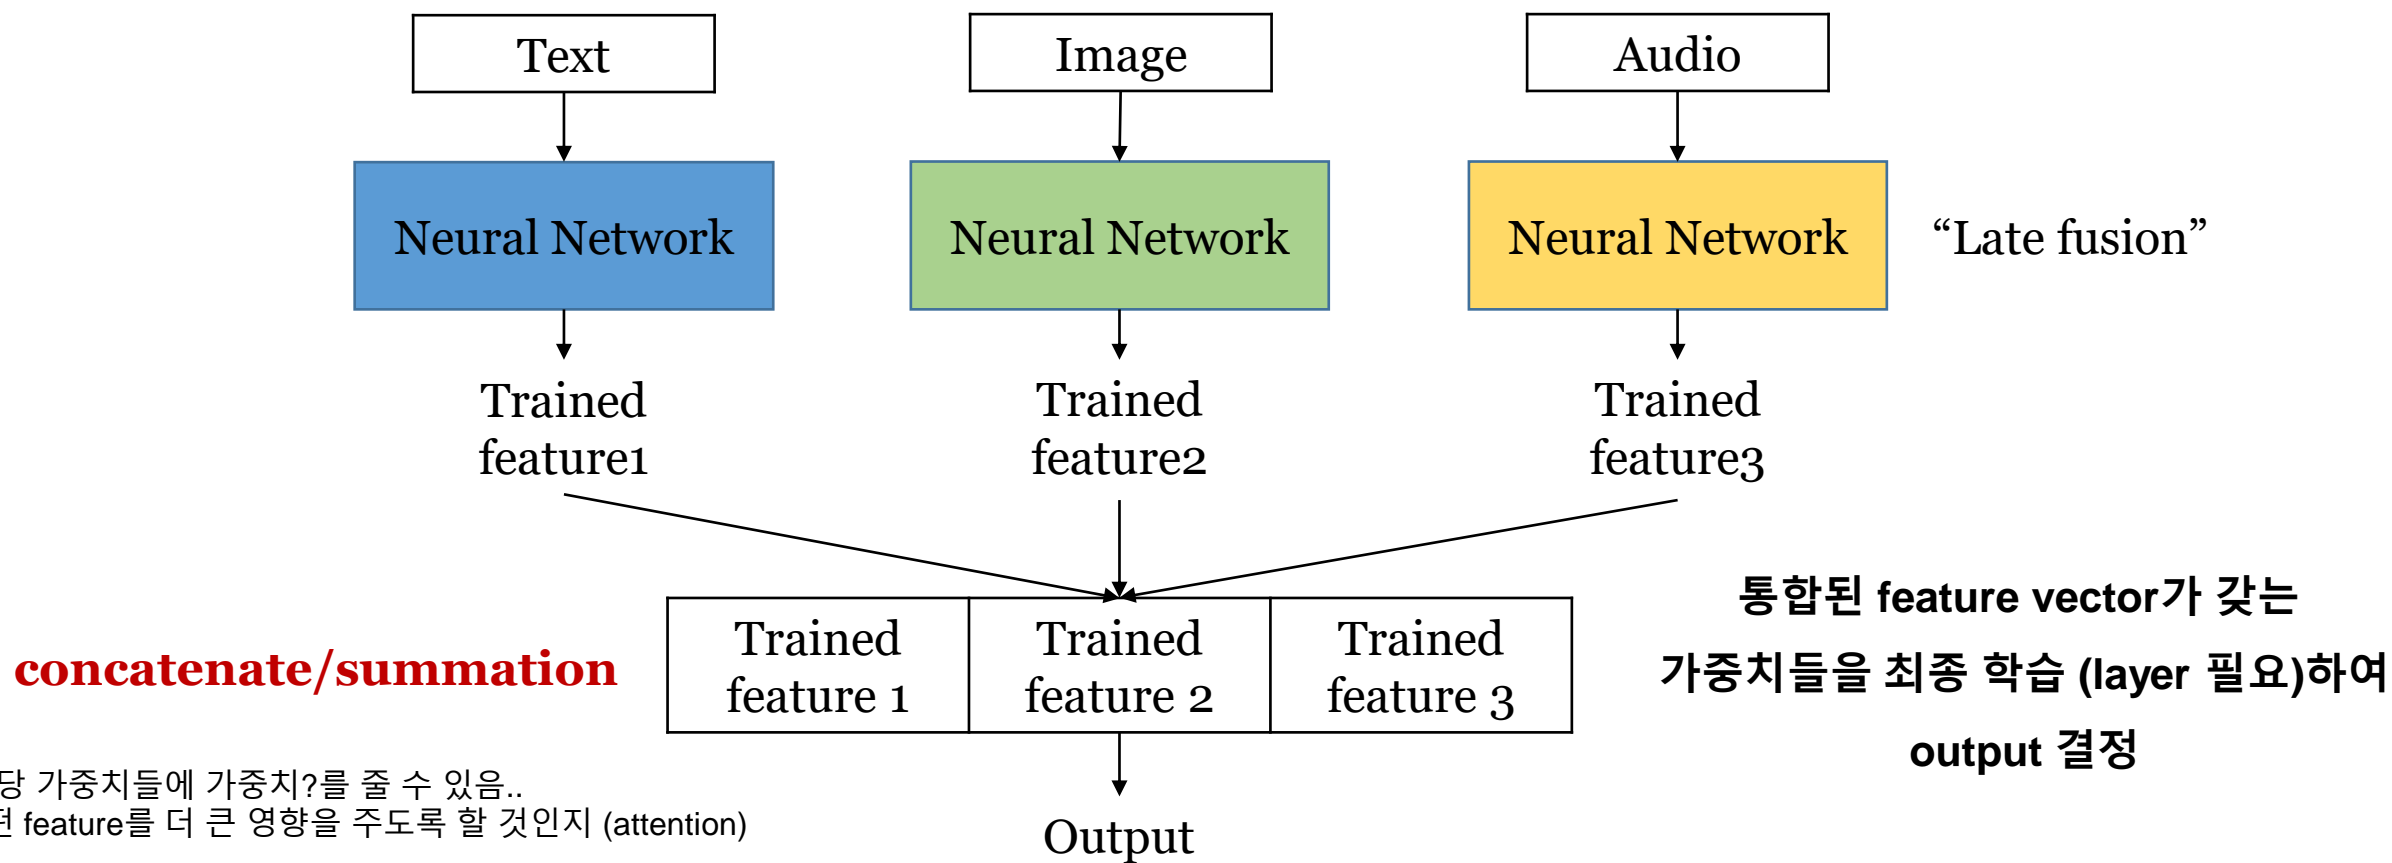 Text
Image
Audio
Neural Network
Neural Network
Neural Network
“Late fusion”
Trained
feature1
Trained
feature2
Trained
feature3
concatenate/summation
Trained
feature 1
Trained
feature 2
Trained
feature 3
통합된 feature vector가 갖는
가중치들을 최종 학습 (layer 필요)하여
output 결정
당 가중치들에 가중치?를 줄 수 있음..
feature를 더 큰 영향을 주도록 할 것인지 (attention)
Output